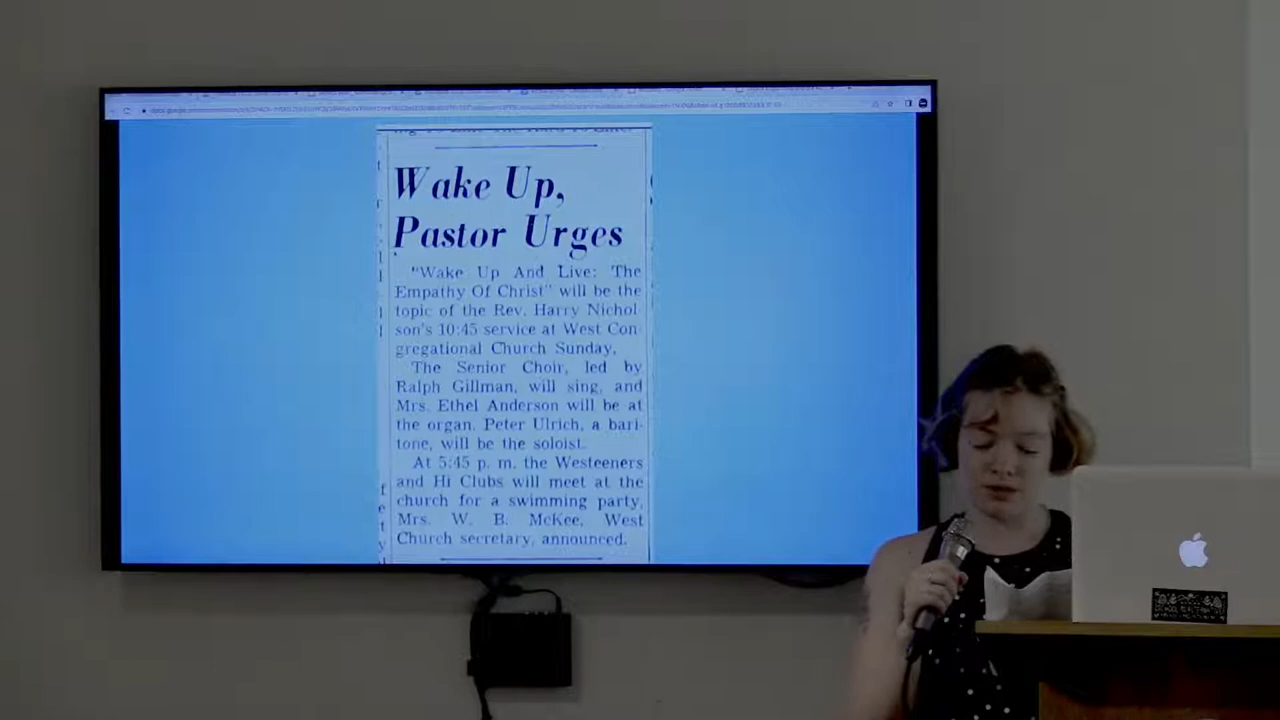 Wake Up,
Pastor Urges
"Wake Up And Live: The
Empathy Of Christ" will be the
topic of the Rev. Harry Nichol-
son's 10:45 service at West Con-
gregational Church Sunday,
The Senior Choir, led by
Ralph Gillman, will sing, and
Mrs. Ethel Anderson will be at
the organ. Peter Ulrich, a bari-
tone, will be the soloist.
At 5:45 p. m. the Westeeners
and Hi Clubs will meet at the
church for a swimming party,
Mrs. W. B. McKee, West
Church secretary, announced.